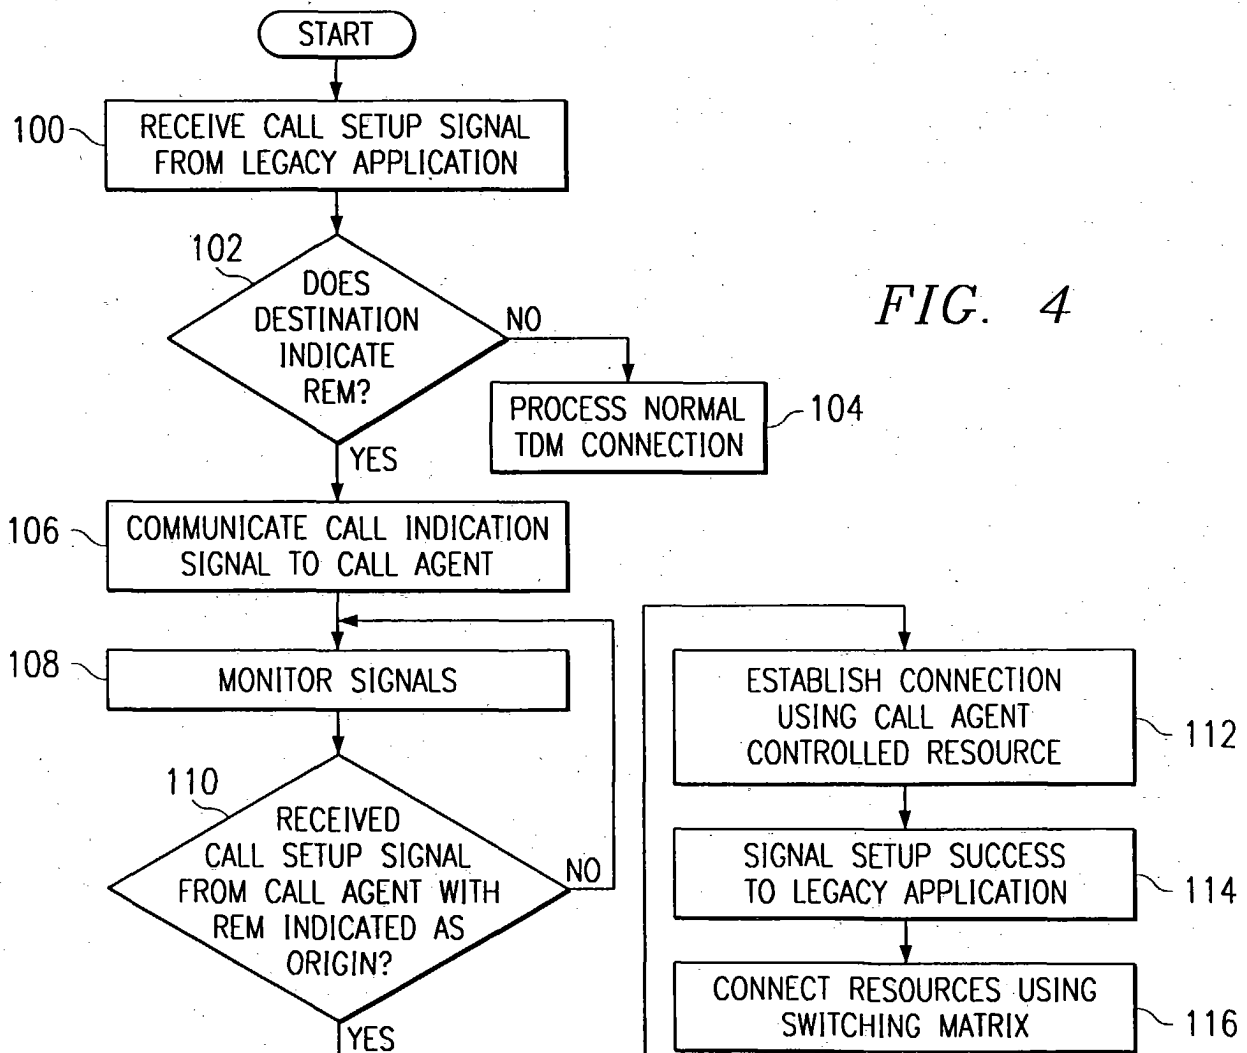 START
100
RECEIVE CALL SETUP SIGNAL
FROM LEGACY APPLICATION
102
DOES
DESTINATION
INDICATE
REM?
NO
YES
FIG. 4
PROCESS NORMAL
TDM CONNECTION
104
106
COMMUNICATE CALL INDICATION
SIGNAL TO CALL AGENT
108
MONITOR SIGNALS
110
RECEIVED
CALL SETUP SIGNAL
FROM CALL AGENT WITH
REM INDICATED AS
ORIGIN?
NO
YES
ESTABLISH CONNECTION
USING CALL AGENT
CONTROLLED RESOURCE
112
SIGNAL SETUP SUCCESS
TO LEGACY APPLICATION
114
CONNECT RESOURCES USING
SWITCHING MATRIX
116